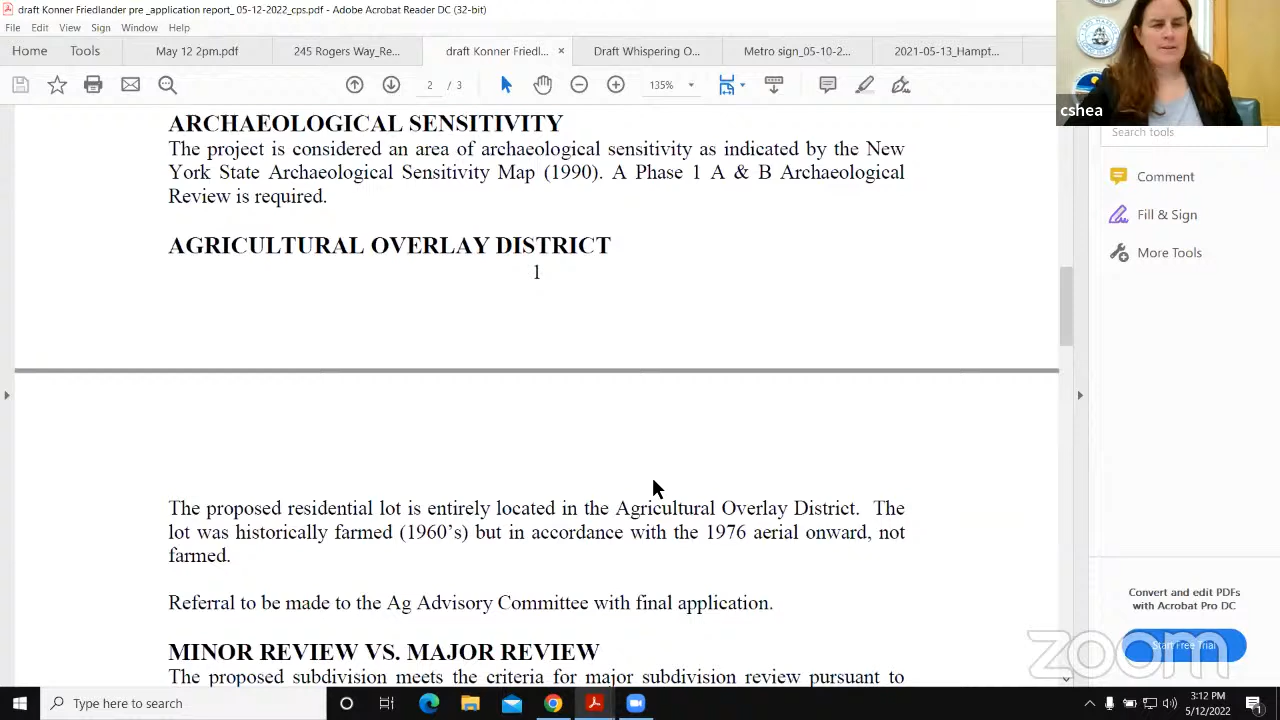 draft Konner Friedlander pre _application report_ 05-12-2022_cps.pdf - Adobe Acrobat Reader DC (32-bit)
File Edit View Sign Window Help
Home Tools May 12 2pm.pdf 245 Rogers Way_Re... draft Konner Friedl... × Draft Whispering O... Metro sign_05-10-2... 2021-05-13_Hampt...
2 / 3 135%
cshea
Search tools
Comment
Fill & Sign
More Tools
ARCHAEOLOGICAL SENSITIVITY
The project is considered an area of archaeological sensitivity as indicated by the New
York State Archaeological Sensitivity Map (1990). A Phase 1 A & B Archaeological
Review is required.
AGRICULTURAL OVERLAY DISTRICT
1
The proposed residential lot is entirely located in the Agricultural Overlay District. The
lot was historically farmed (1960's) but in accordance with the 1976 aerial onward, not
farmed.
Referral to be made to the Ag Advisory Committee with final application.
MINOR REVIEW VS. MAJOR REVIEW
The proposed subdivision meets the criteria for major subdivision review pursuant to
Convert and edit PDFs
with Acrobat Pro DC
Start Free Trial
zoom
Type here to search
3:12 PM
5/12/2022
1